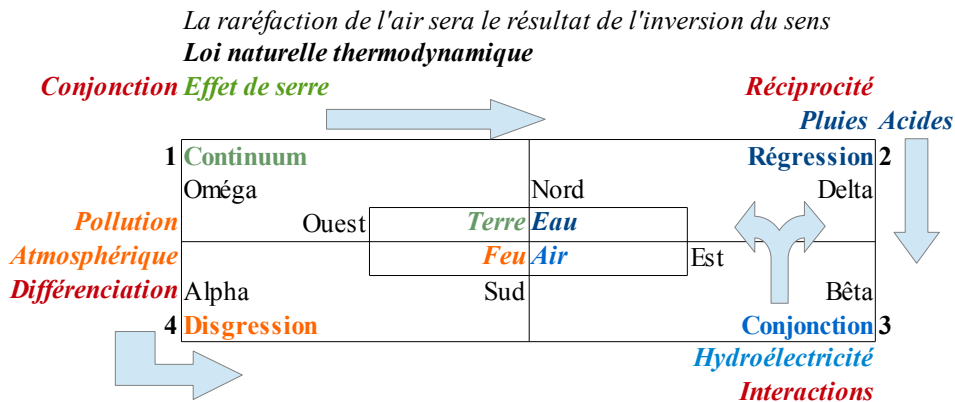 La raréfaction de l'air sera le résultat de l'inversion du sens
Loi naturelle thermodynamique
Conjonction Effet de serre Réciprocité
Pluies Acides
1 Continuum Régression 2
Oméga Nord Delta
Pollution Ouest Terre Eau
Atmosphérique Feu Air Est
Différenciation Alpha Sud Bêta
4 Disgression Conjonction 3
Hydroélectricité
Interactions